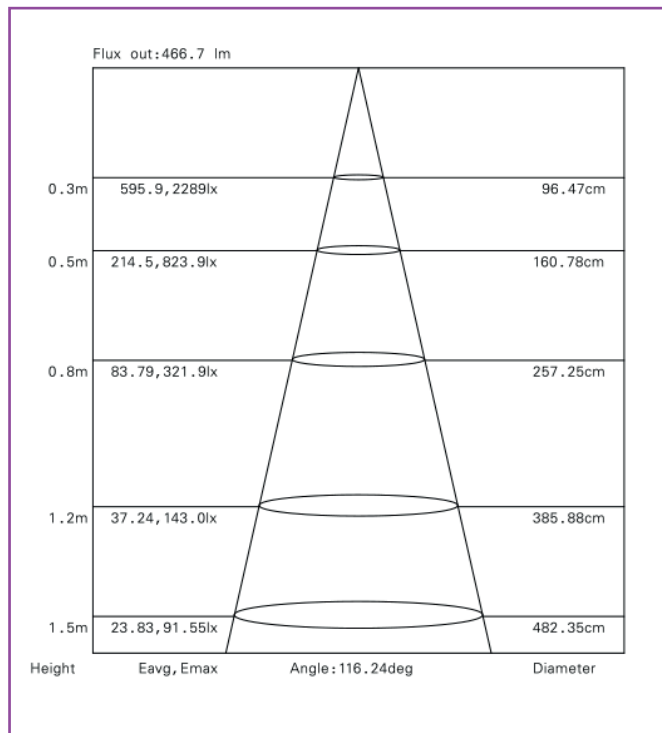 Flux out:466.7 lm
0.3m 595.9,2289lx 96.47cm
0.5m 214.5,823.9lx 160.78cm
0.8m 83.79,321.9lx 257.25cm
1.2m 37.24,143.0lx 385.88cm
1.5m 23.83,91.55lx 482.35cm
Height Eavg,Emax Angle:116.24deg Diameter